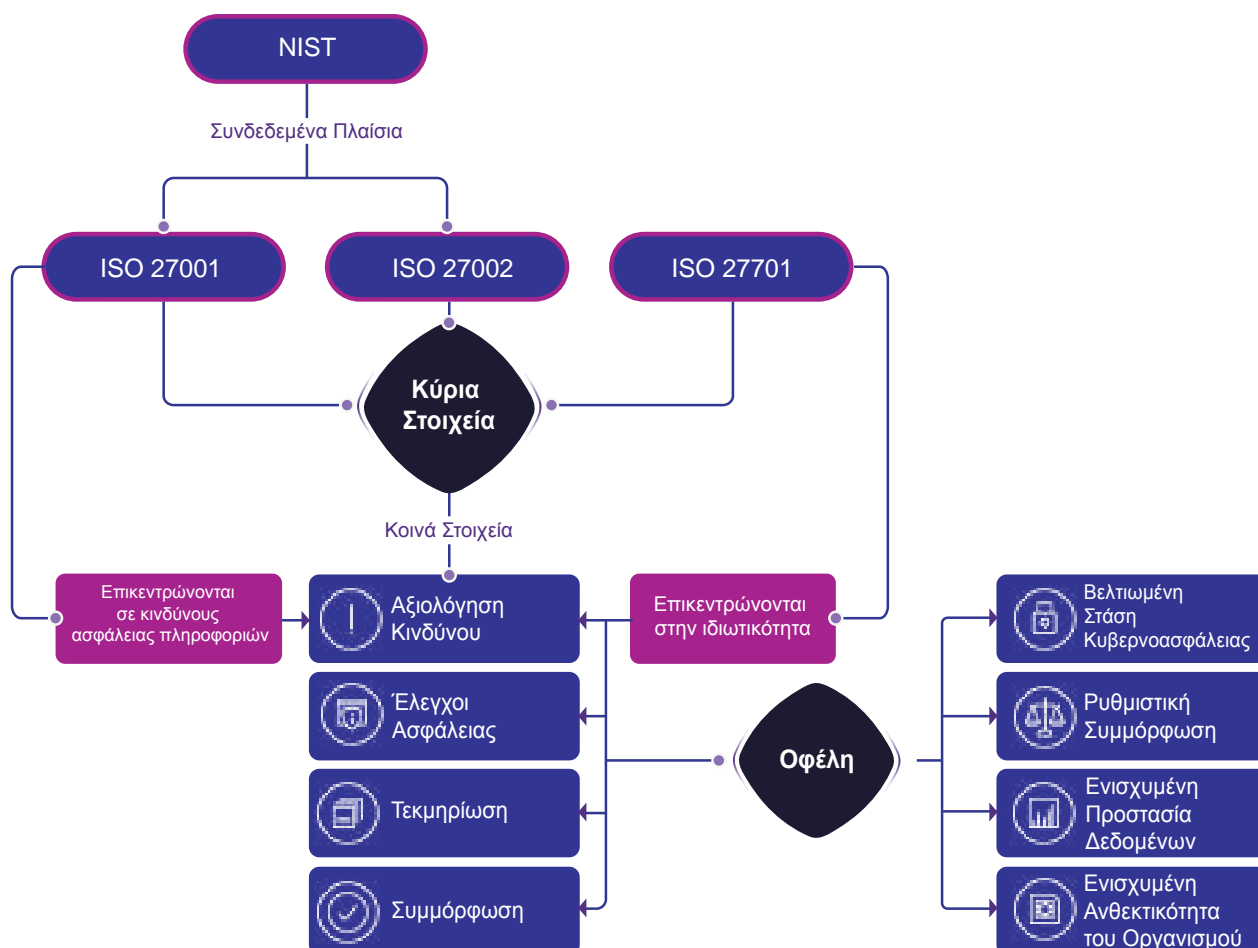 NIST
Συνδεδεμένα Πλαίσια
ISO 27001
ISO 27002
ISO 27701
Κύρια
Στοιχεία
Κοινά Στοιχεία
Επικεντρώνονται
σε κινδύνους
ασφάλειας πληροφοριών
Αξιολόγηση
Κινδύνου
Επικεντρώνονται
στην ιδιωτικότητα
Βελτιωμένη
Στάση
Κυβερνοασφάλειας
Έλεγχοι
Ασφάλειας
Οφέλη
Ρυθμιστική
Συμμόρφωση
Τεκμηρίωση
Ενισχυμένη
Προστασία
Δεδομένων
Συμμόρφωση
Ενισχυμένη
Ανθεκτικότητα
του Οργανισμού